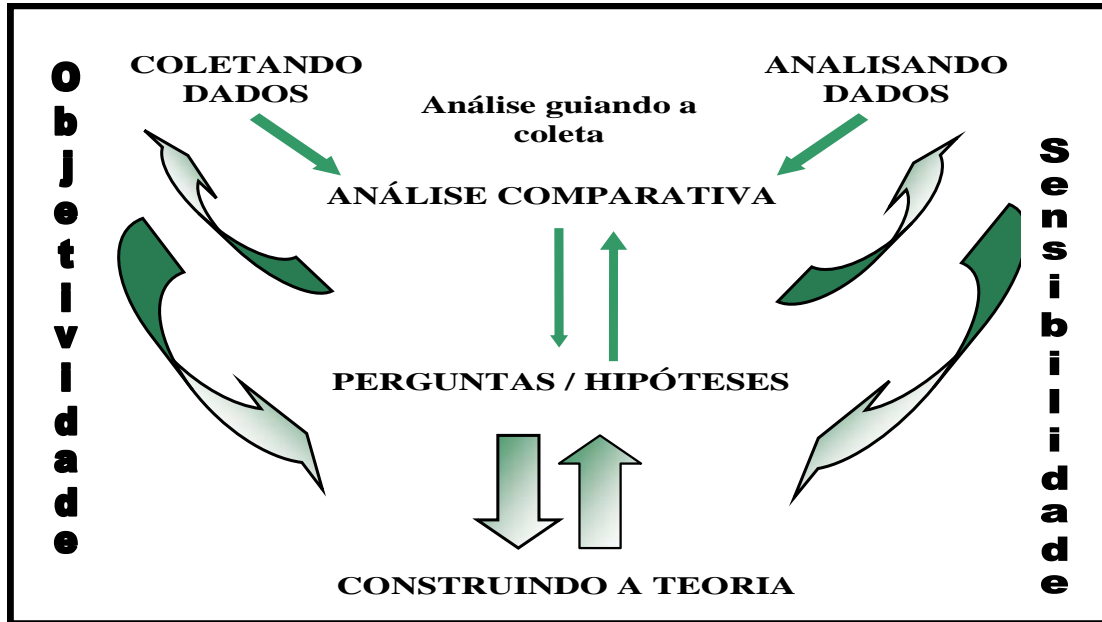 Objetividade
COLETANDO
DADOS
Análise guiando a
coleta
ANALISANDO
DADOS
ANÁLISE COMPARATIVA
PERGUNTAS / HIPÓTESES
CONSTRUINDO A TEORIA
Sensibilidade